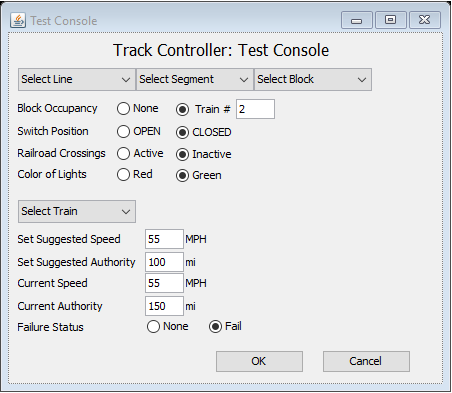 Test Console
Track Controller: Test Console
Select Line Select Segment Select Block
Block Occupancy None Train # 2
Switch Position OPEN CLOSED
Railroad Crossings Active Inactive
Color of Lights Red Green
Select Train
Set Suggested Speed 55 MPH
Set Suggested Authority 100 mi
Current Speed 55 MPH
Current Authority 150 mi
Failure Status None Fail
OK Cancel